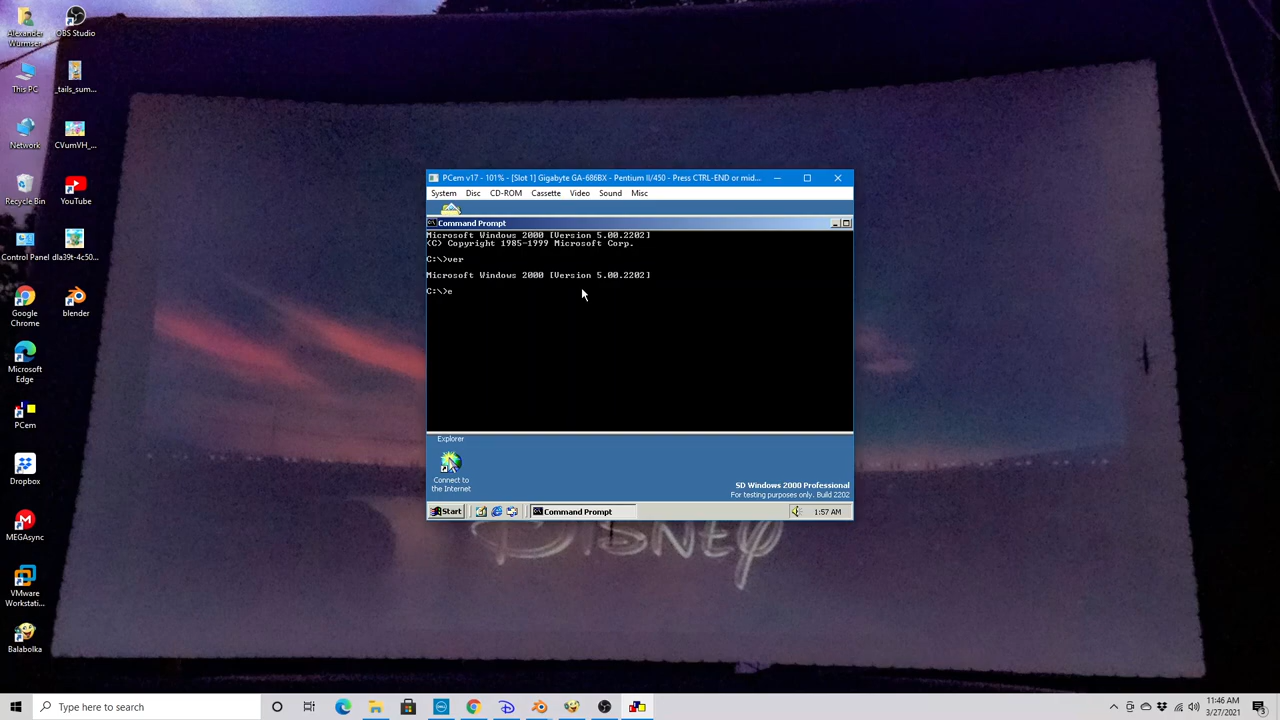 Alexander
Wurmser
OBS Studio
This PC
_tails_sum...
Network
CVumVH_...
Recycle Bin
YouTube
Control Panel
dla39t-4c50...
Google
Chrome
blender
Microsoft
Edge
PCem
Dropbox
MEGAsync
VMware
Workstati...
Balabolka
PCem v17 - 101% - [Slot 1] Gigabyte GA-686BX - Pentium II/450 - Press CTRL-END or mid...
System Disc CD-ROM Cassette Video Sound Misc
Command Prompt
Microsoft Windows 2000 [Version 5.00.2202]
(C) Copyright 1985-1999 Microsoft Corp.
C:\>ver
Microsoft Windows 2000 [Version 5.00.2202]
C:\>e
Explorer
Connect to
the Internet
SD Windows 2000 Professional
For testing purposes only. Build 2202
Start Command Prompt 1:57 AM
DISNEY
Type here to search
11:46 AM
3/27/2021
3